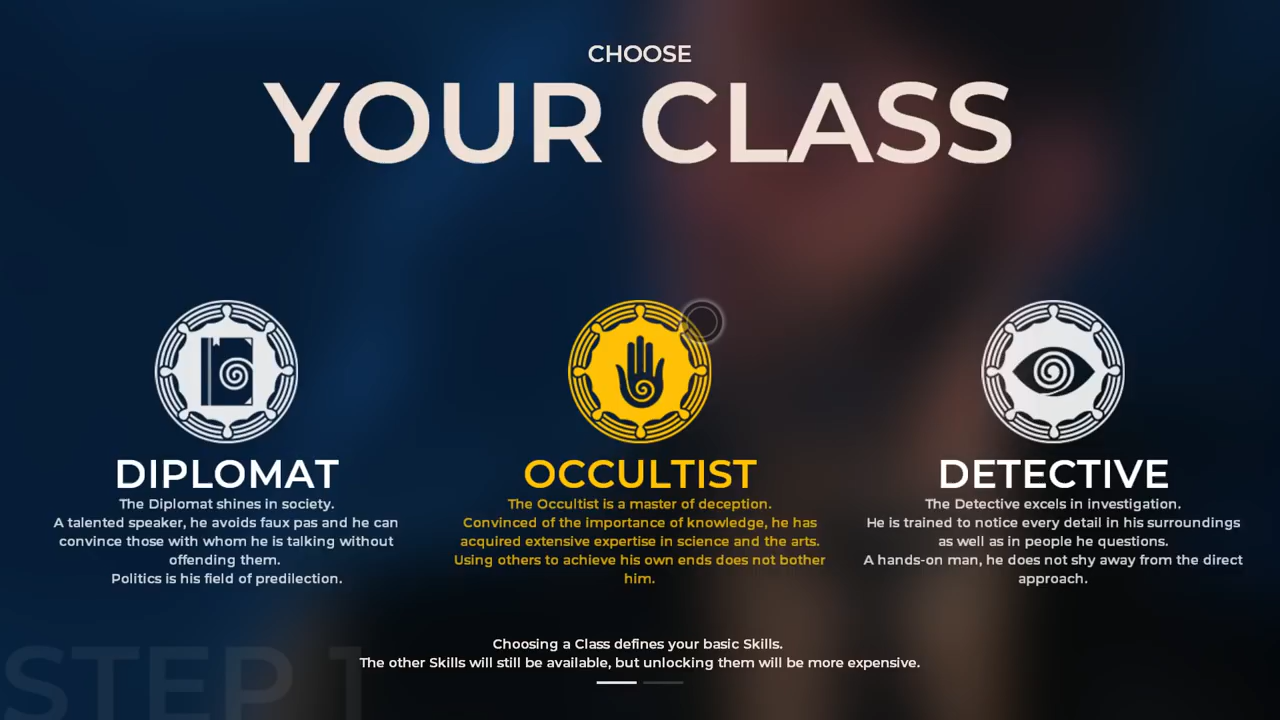 CHOOSE
YOUR CLASS
DIPLOMAT
The Diplomat shines in society.
A talented speaker, he avoids faux pas and he can
convince those with whom he is talking without
offending them.
Politics is his field of predilection.
OCCULTIST
The Occultist is a master of deception.
Convinced of the importance of knowledge, he has
acquired extensive expertise in science and the arts.
Using others to achieve his own ends does not bother
him.
DETECTIVE
The Detective excels in investigation.
He is trained to notice every detail in his surroundings
as well as in people he questions.
A hands-on man, he does not shy away from the direct
approach.
Choosing a Class defines your basic Skills.
The other Skills will still be available, but unlocking them will be more expensive.
STEP 1